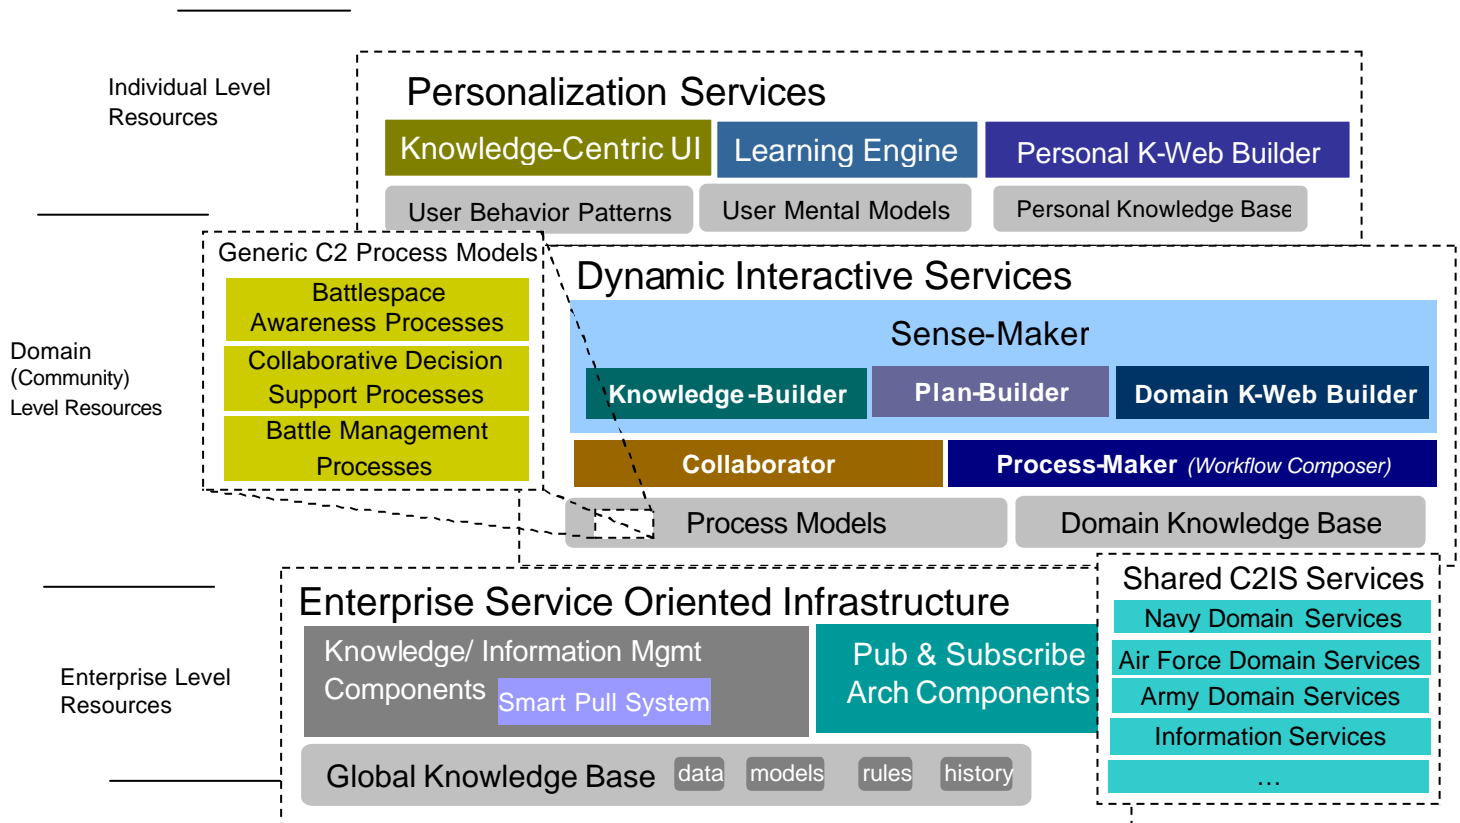 Individual Level
Resources
Personalization Services
Knowledge-Centric UI
Learning Engine
Personal K-Web Builder
User Behavior Patterns
User Mental Models
Personal Knowledge Base
Domain
(Community)
Level Resources
Generic C2 Process Models
Battlespace
Awareness Processes
Collaborative Decision
Support Processes
Battle Management
Processes
Dynamic Interactive Services
Sense-Maker
Knowledge-Builder
Plan-Builder
Domain K-Web Builder
Collaborator
Process-Maker (Workflow Composer)
Process Models
Domain Knowledge Base
Enterprise Level
Resources
Enterprise Service Oriented Infrastructure
Knowledge/ Information Mgmt
Components
Smart Pull System
Pub & Subscribe
Arch Components
Global Knowledge Base
data
models
rules
history
Shared C2IS Services
Navy Domain Services
Air Force Domain Services
Army Domain Services
Information Services
...